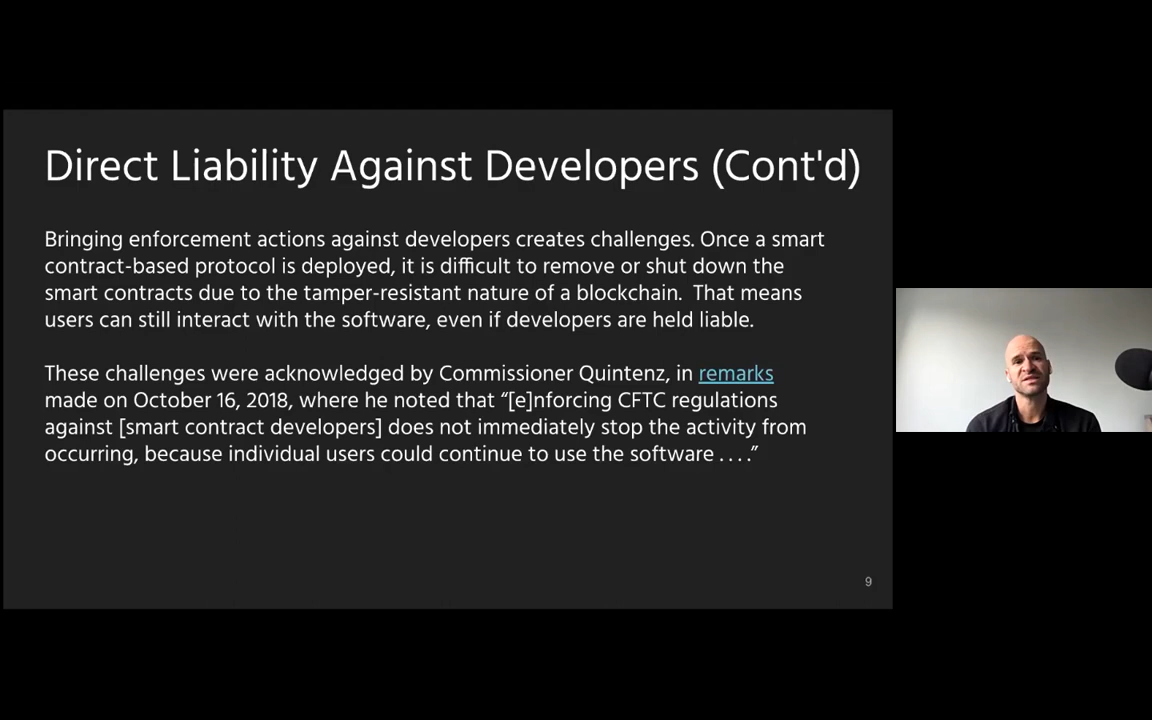 Direct Liability Against Developers (Cont'd)
Bringing enforcement actions against developers creates challenges. Once a smart
contract-based protocol is deployed, it is difficult to remove or shut down the
smart contracts due to the tamper-resistant nature of a blockchain.  That means
users can still interact with the software, even if developers are held liable.
These challenges were acknowledged by Commissioner Quintenz, in remarks
made on October 16, 2018, where he noted that “[e]nforcing CFTC regulations
against [smart contract developers] does not immediately stop the activity from
occurring, because individual users could continue to use the software . . . .”
9